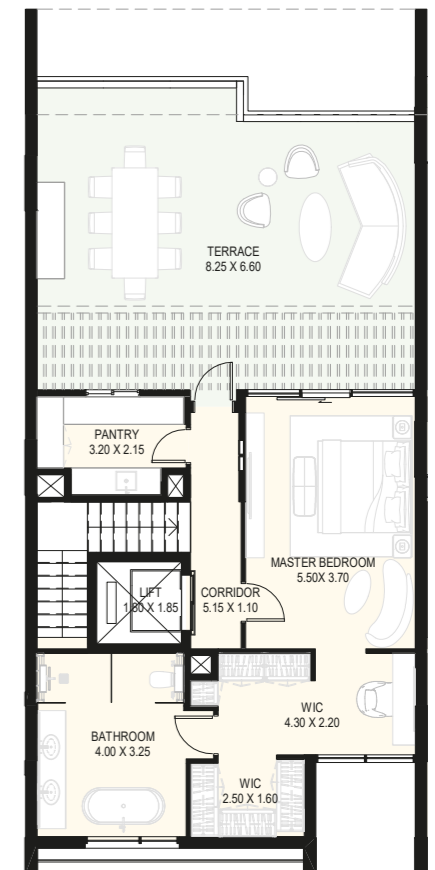 TERRACE
8.25 X 6.60
PANTRY
3.20 X 2.15
MASTER BEDROOM
5.50X 3.70
LIFT
1.80 X 1.85
CORRIDOR
5.15 X 1.10
WIC
4.30 X 2.20
BATHROOM
4.00 X 3.25
WIC
2.50 X 1.60